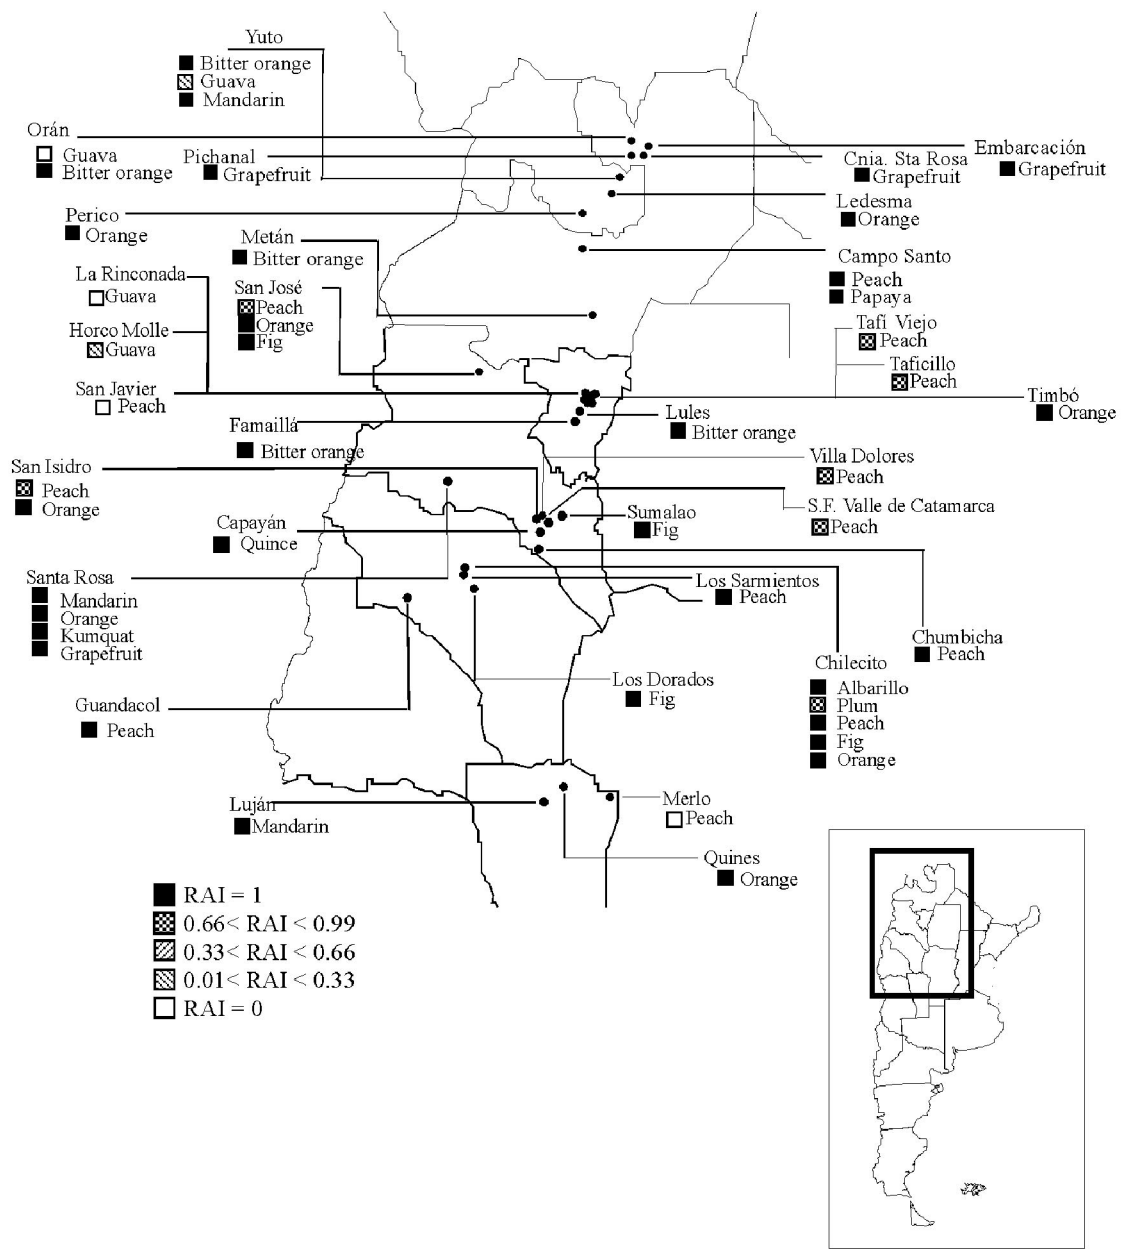 Yuto
Bitter orange
Guava
Mandarin
Orán
Guava
Bitter orange
Pichanal
Grapefruit
Embarcación
Grapefruit
Cnia. Sta Rosa
Grapefruit
Ledesma
Orange
Perico
Orange
Metán
Bitter orange
Campo Santo
Peach
Papaya
La Rinconada
Guava
San José
Peach
Orange
Fig
Horco Molle
Guava
Tafí Viejo
Peach
Taficillo
Peach
San Javier
Peach
Timbó
Orange
Famaillá
Bitter orange
Lules
Bitter orange
San Isidro
Peach
Orange
Villa Dolores
Peach
S.F. Valle de Catamarca
Peach
Capayán
Quince
Sumalao
Fig
Santa Rosa
Mandarin
Orange
Kumquat
Grapefruit
Los Sarmientos
Peach
Chumbicha
Peach
Chilecito
Albarillo
Plum
Peach
Fig
Orange
Guandacol
Peach
Los Dorados
Fig
Luján
Mandarin
Merlo
Peach
Quines
Orange
RAI = 1
0.66< RAI < 0.99
0.33< RAI < 0.66
0.01< RAI < 0.33
RAI = 0